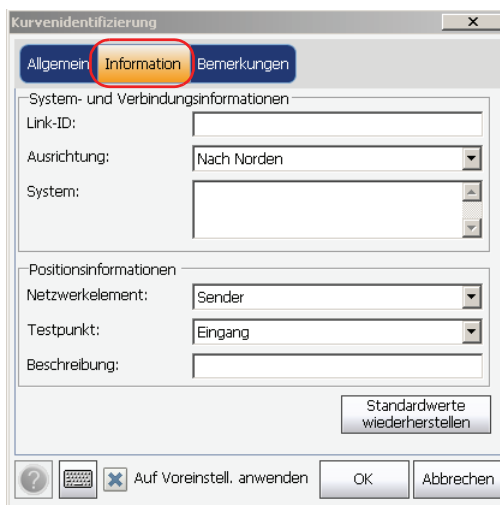 Kurvenidentifizierung
Allgemein Information Bemerkungen
System- und Verbindungsinformationen
Link-ID:
Ausrichtung: Nach Norden
System:
Positionsinformationen
Netzwerkelement: Sender
Testpunkt: Eingang
Beschreibung:
Standardwerte
wiederherstellen
Auf Voreinstell. anwenden OK Abbrechen